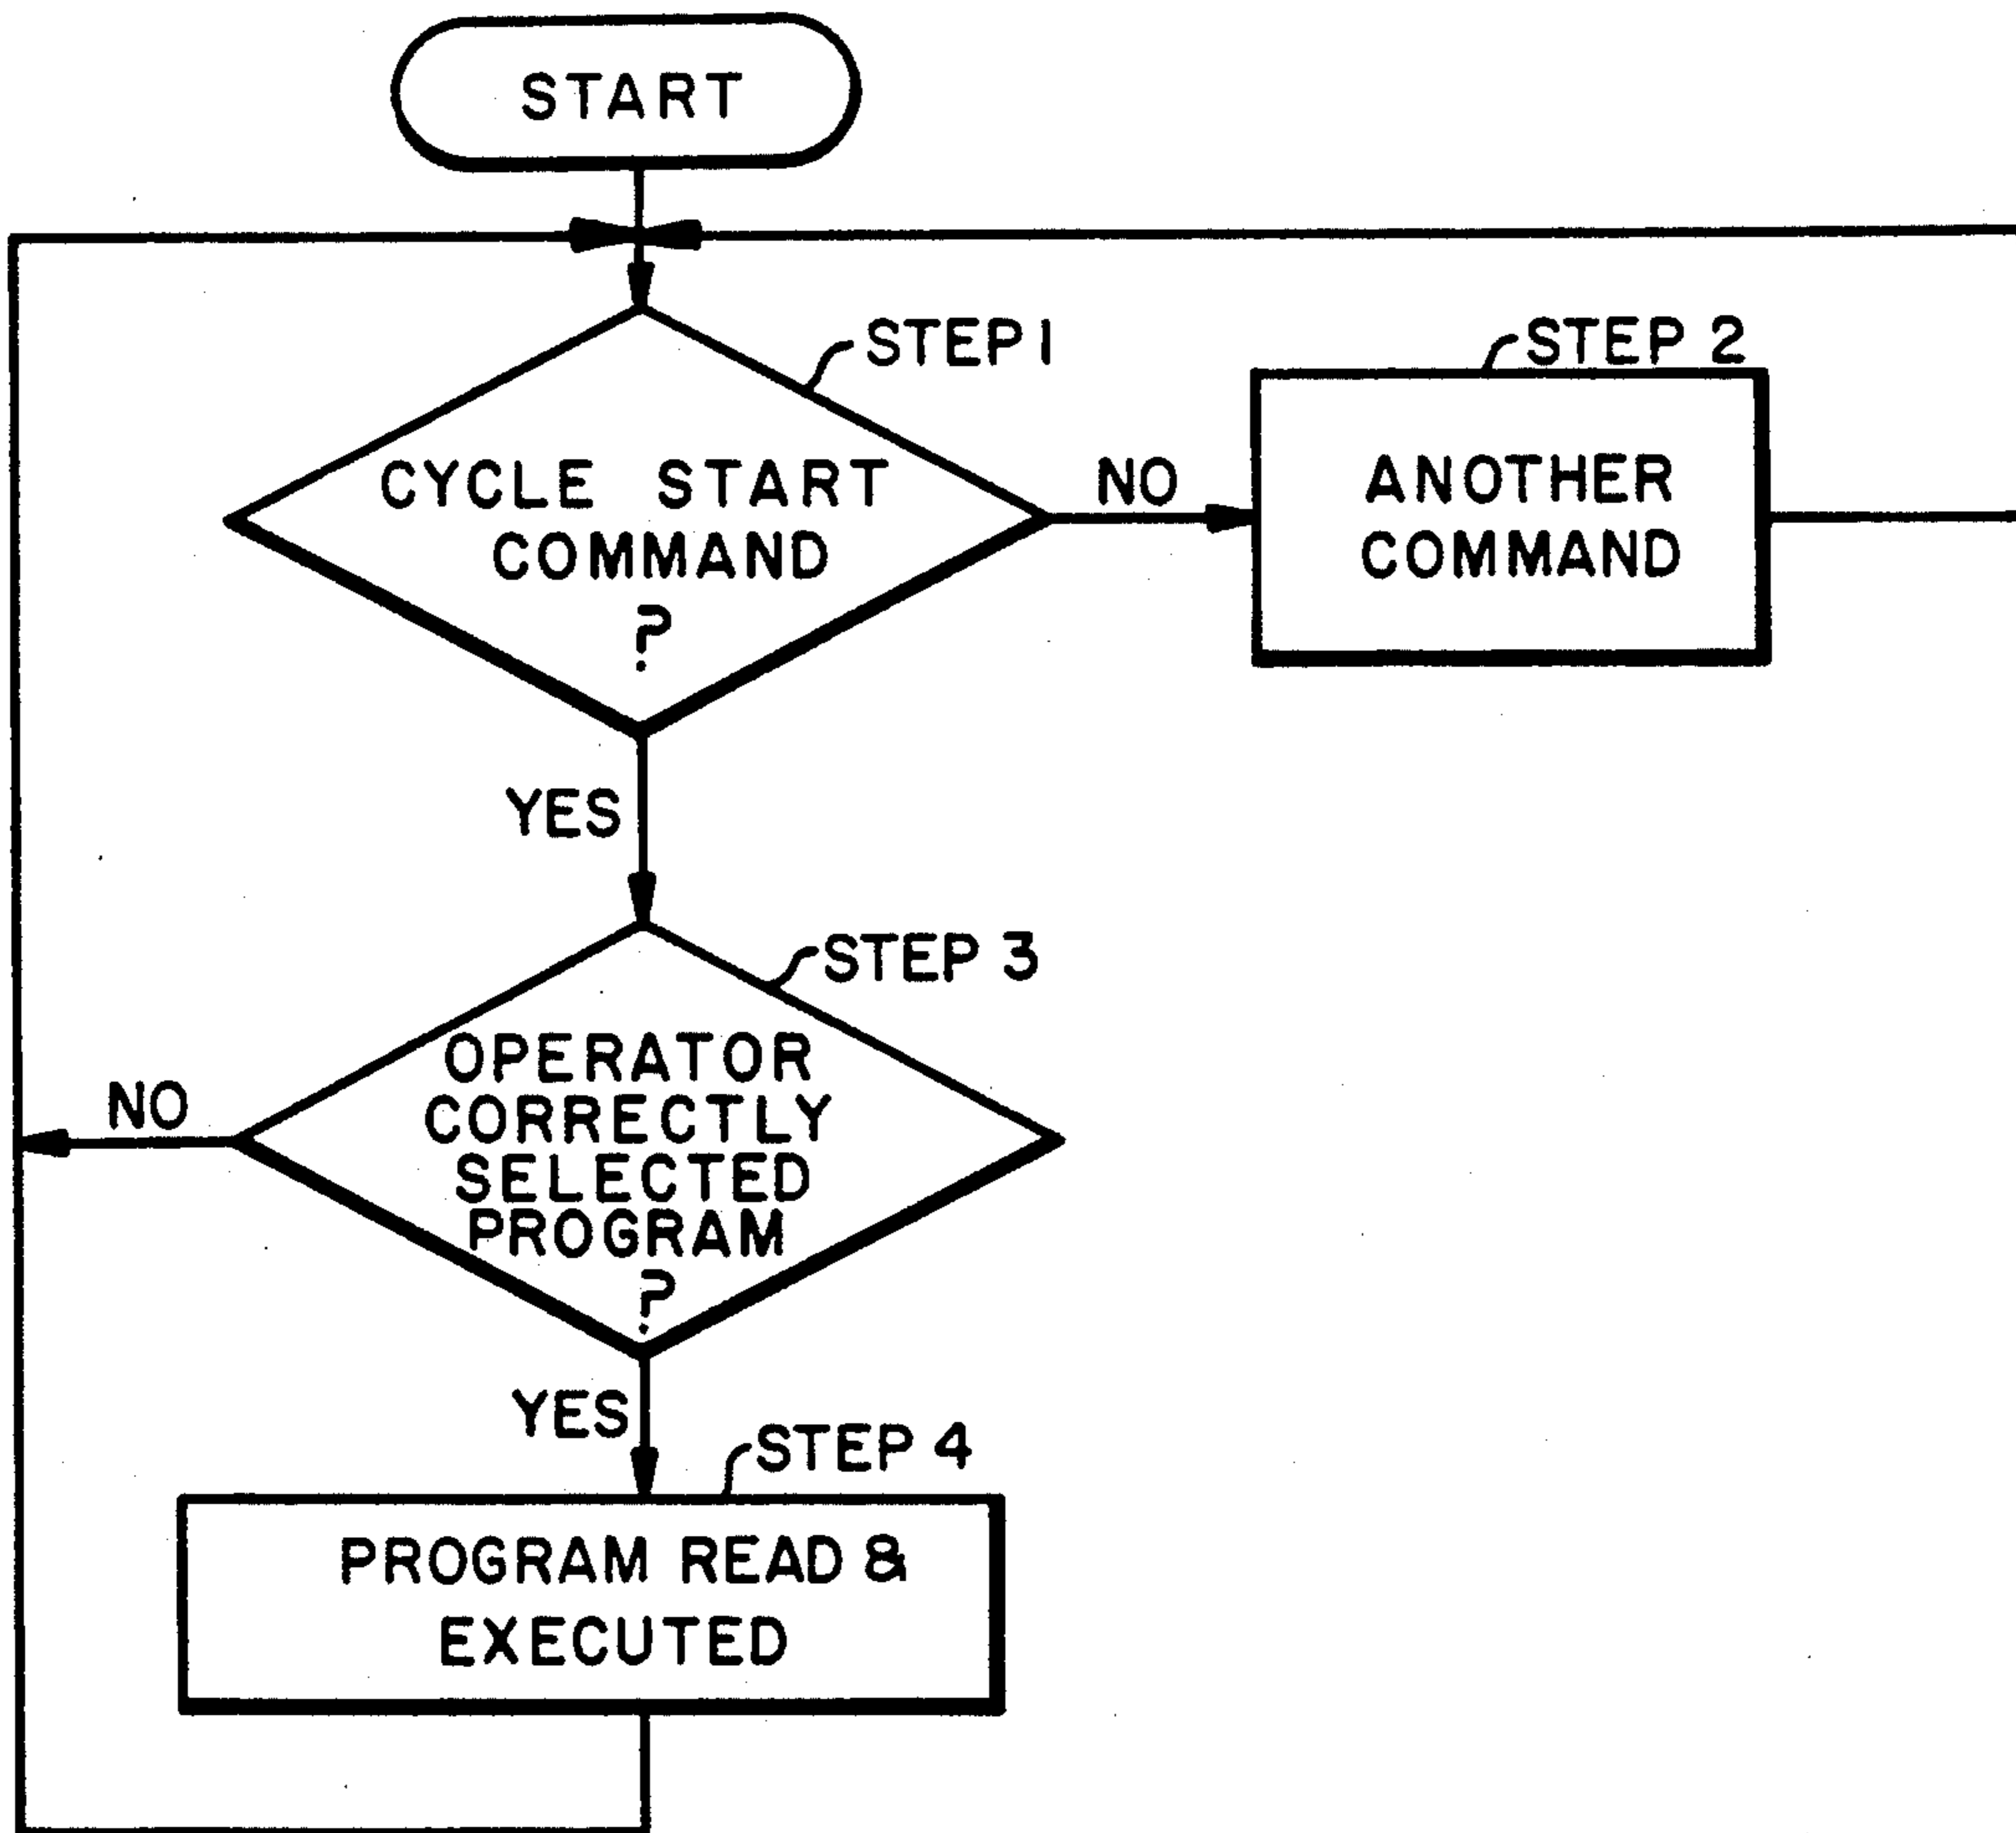 START
STEP 1
CYCLE START
COMMAND
?
NO
STEP 2
ANOTHER
COMMAND
YES
STEP 3
OPERATOR
CORRECTLY
SELECTED
PROGRAM
?
NO
YES
STEP 4
PROGRAM READ &
EXECUTED